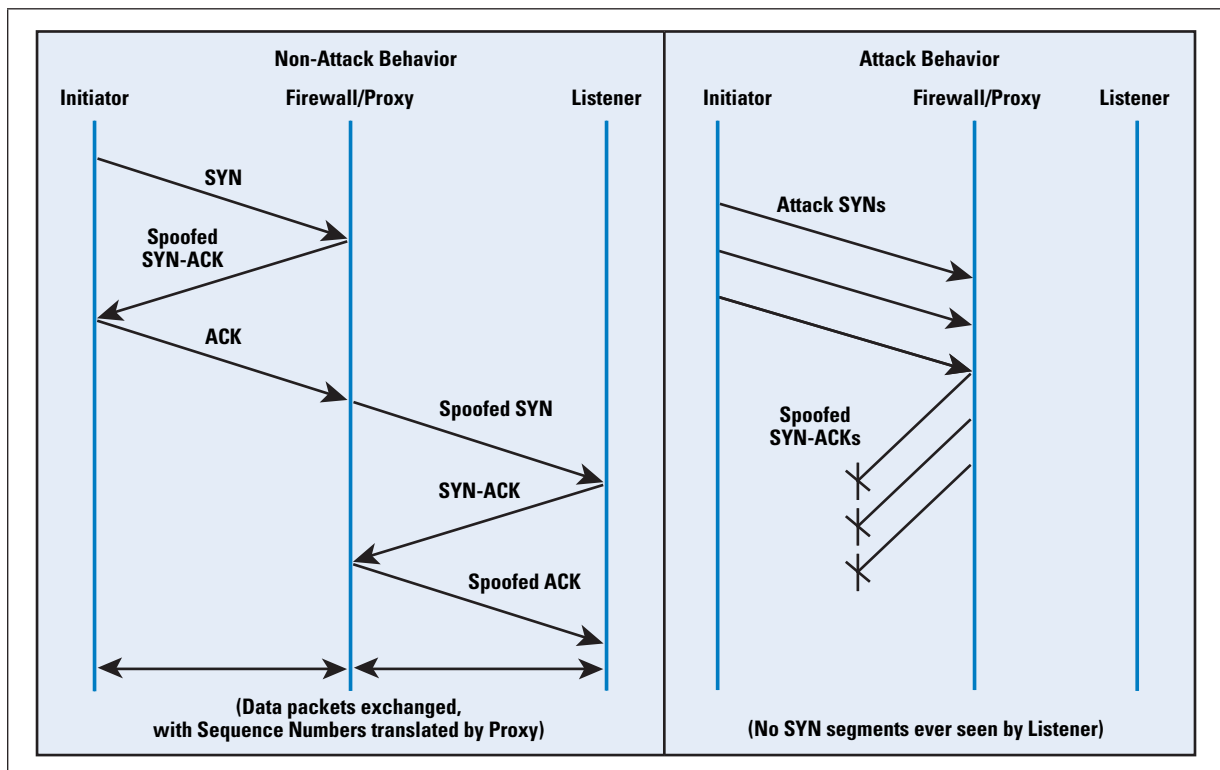 Non-Attack Behavior
Initiator
Firewall/Proxy
Listener
SYN
Spoofed
SYN-ACK
ACK
Spoofed SYN
SYN-ACK
Spoofed ACK
(Data packets exchanged,
with Sequence Numbers translated by Proxy)
Attack Behavior
Initiator
Firewall/Proxy
Listener
Attack SYNs
Spoofed
SYN-ACKs
(No SYN segments ever seen by Listener)